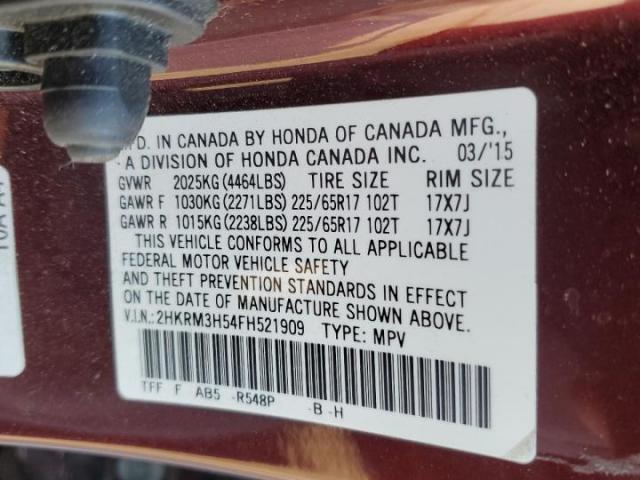 MFD. IN CANADA BY HONDA OF CANADA MFG.,
A DIVISION OF HONDA CANADA INC. 03/'15
GVWR 2025KG(4464LBS) TIRE SIZE RIM SIZE
GAWR F 1030KG(2271LBS) 225/65R17 102T 17X7J
GAWR R 1015KG(2238LBS) 225/65R17 102T 17X7J
THIS VEHICLE CONFORMS TO ALL APPLICABLE
FEDERAL MOTOR VEHICLE SAFETY
AND THEFT PREVENTION STANDARDS IN EFFECT
ON THE DATE OF MANUFACTURE SHOWN ABOVE.
V.I.N.: 2HKRM3H54FH521909 TYPE: MPV
TFF F AB5 -R548P -B -H